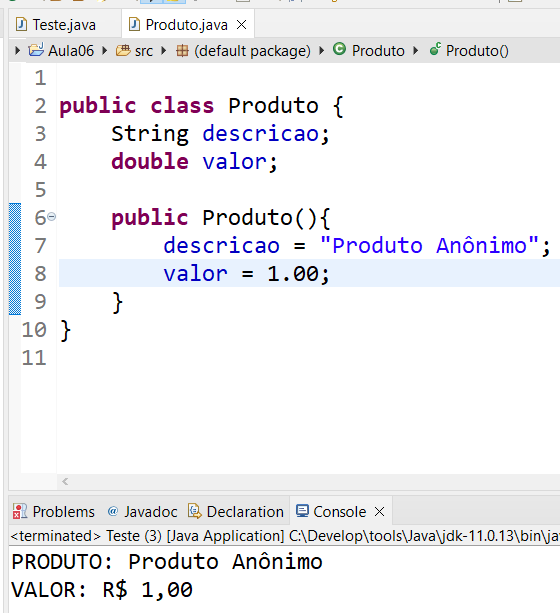 Teste.java Produto.java
Aula06 src (default package) Produto Produto()
1
2 public class Produto {
3 String descricao;
4 double valor;
5
6 public Produto(){
7 descricao = "Produto Anônimo";
8 valor = 1.00;
9 }
10 }
11
Problems @ Javadoc Declaration Console
<terminated> Teste (3) [Java Application] C:\Develop\tools\Java\jdk-11.0.13\bin\jav
PRODUTO: Produto Anônimo
VALOR: R$ 1,00